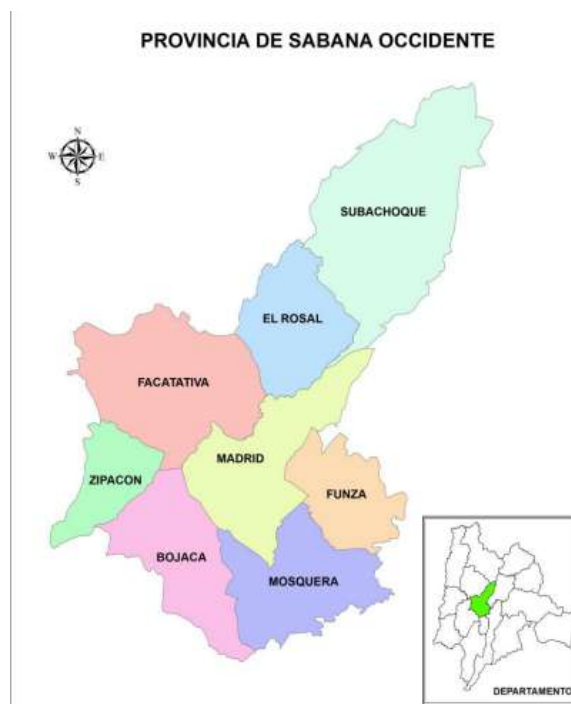 PROVINCIA DE SABANA OCCIDENTE
N
W E
S
SUBACHOQUE
EL ROSAL
FACATATIVA
MADRID
ZIPACON
FUNZA
BOJACA
MOSQUERA
DEPARTAMENTO